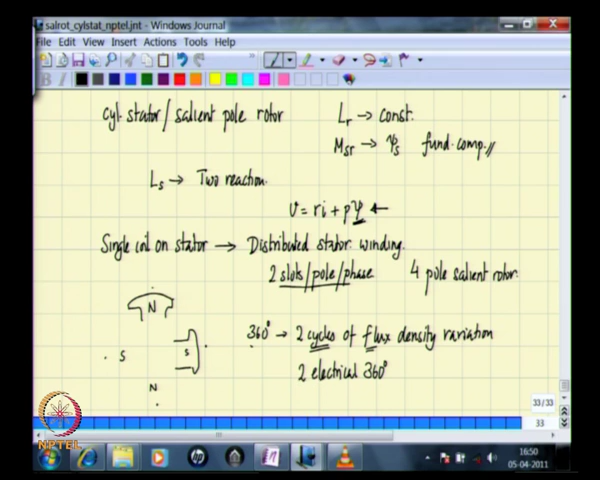 salrot_cylstat_nptel.jnt - Windows Journal
File Edit View Insert Actions Tools Help
Cyl. stator / salient pole rotor
Lr → Const.
Msr → ψs fund. comp. //
Ls → Two reaction.
v = ri + pψ ←
Single coil on stator → Distributed stator winding.
2 slots/pole/phase 4 pole salient rotor.
N
360° → 2 cycles of flux density variation
S S
2 electrical 360°
N
33/33
33
NPTEL
16:50
05-04-2011